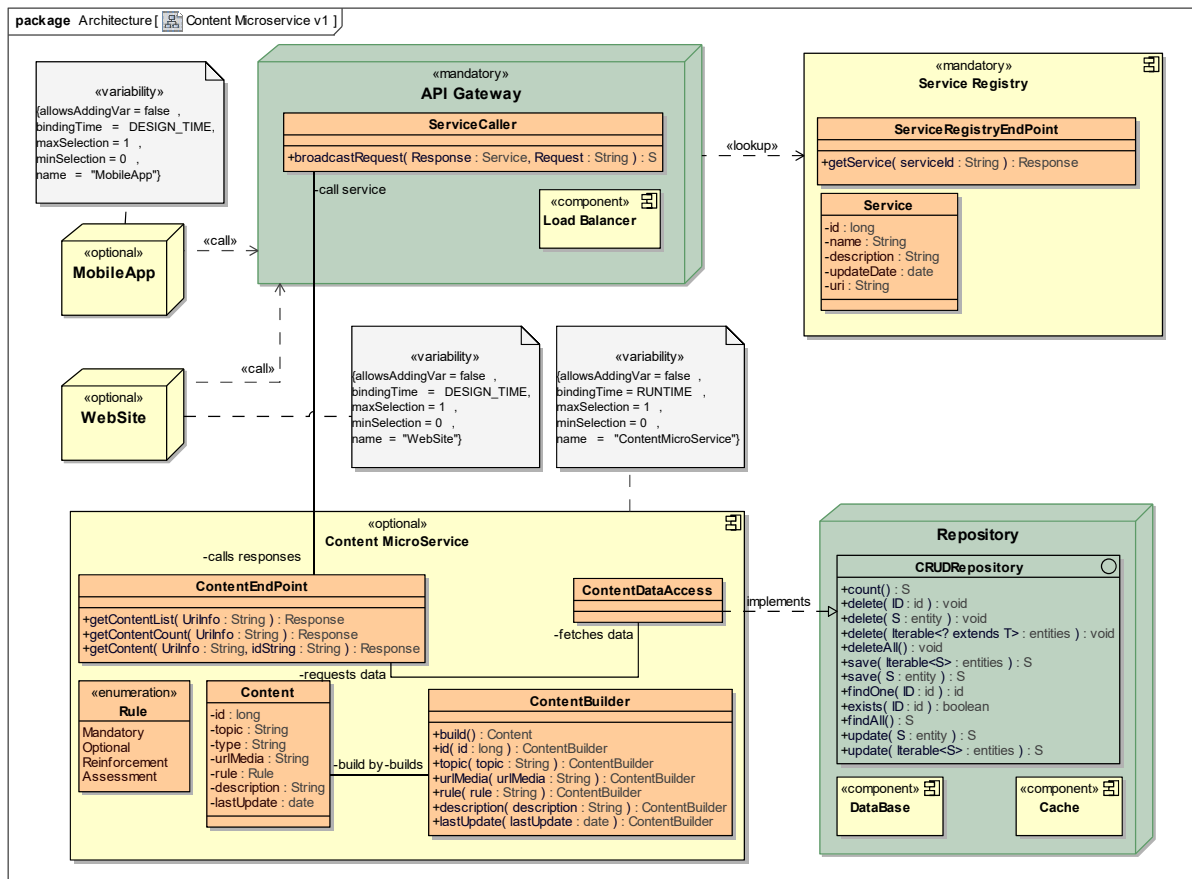 package Architecture [ Content Microservice v1 ]
«variability»
{allowsAddingVar = false ,
bindingTime = DESIGN_TIME,
maxSelection = 1 ,
minSelection = 0 ,
name = "MobileApp"}
«mandatory»
API Gateway
ServiceCaller
+broadcastRequest( Response : Service, Request : String ) : S
-call service
«component»
Load Balancer
«lookup»
«mandatory»
Service Registry
ServiceRegistryEndPoint
+getService( serviceId : String ) : Response
Service
-id : long
-name : String
-description : String
-updateDate : date
-uri : String
«optional»
MobileApp
«call»
«call»
«optional»
WebSite
«variability»
{allowsAddingVar = false ,
bindingTime = DESIGN_TIME,
maxSelection = 1 ,
minSelection = 0 ,
name = "WebSite"}
«variability»
{allowsAddingVar = false ,
bindingTime = RUNTIME ,
maxSelection = 1 ,
minSelection = 0 ,
name = "ContentMicroService"}
«optional»
Content MicroService
-calls responses
ContentEndPoint
+getContentList( UriInfo : String ) : Response
+getContentCount( UriInfo : String ) : Response
+getContent( UriInfo : String, idString : String ) : Response
ContentDataAccess
-fetches data
-requests data
implements
«enumeration»
Rule
Mandatory
Optional
Reinforcement
Assessment
Content
-id : long
-topic : String
-type : String
-urlMedia : String
-rule : Rule
-description : String
-lastUpdate : date
-build by-builds
ContentBuilder
+build() : Content
+id( id : long ) : ContentBuilder
+topic( topic : String ) : ContentBuilder
+urlMedia( urlMedia : String ) : ContentBuilder
+rule( rule : String ) : ContentBuilder
+description( description : String ) : ContentBuilder
+lastUpdate( lastUpdate : date ) : ContentBuilder
Repository
CRUDRepository
+count() : S
+delete( ID : id ) : void
+delete( S : entity ) : void
+delete( Iterable<? extends T> : entities ) : void
+deleteAll() : void
+save( Iterable<S> : entities ) : S
+save( S : entity ) : S
+findOne( ID : id ) : id
+exists( ID : id ) : boolean
+findAll() : S
+update( S : entity ) : S
+update( Iterable<S> : entities ) : S
«component»
DataBase
«component»
Cache